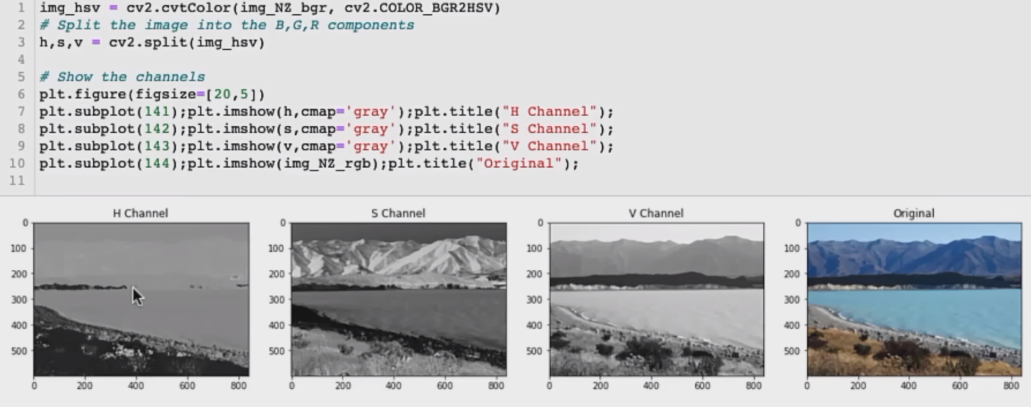 1 img_hsv = cv2.cvtColor(img_NZ_bgr, cv2.COLOR_BGR2HSV)
2 # Split the image into the B,G,R components
3 h,s,v = cv2.split(img_hsv)
4
5 # Show the channels
6 plt.figure(figsize=[20,5])
7 plt.subplot(141);plt.imshow(h,cmap='gray');plt.title("H Channel");
8 plt.subplot(142);plt.imshow(s,cmap='gray');plt.title("S Channel");
9 plt.subplot(143);plt.imshow(v,cmap='gray');plt.title("V Channel");
10 plt.subplot(144);plt.imshow(img_NZ_rgb);plt.title("Original");
11
H Channel S Channel V Channel Original
0 0 0 0
100 100 100 100
200 200 200 200
300 300 300 300
400 400 400 400
500 500 500 500
0 200 400 600 800 0 200 400 600 800 0 200 400 600 800 0 200 400 600 800